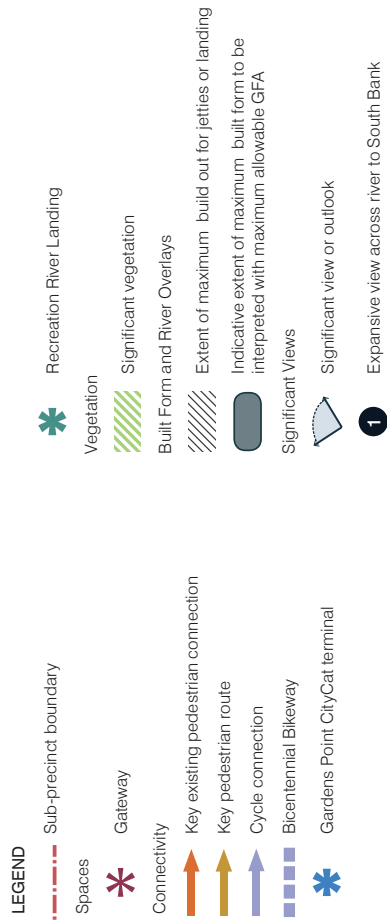 LEGEND
Sub-precinct boundary
Spaces
Gateway
Connectivity
Key existing pedestrian connection
Key pedestrian route
Cycle connection
Bicentennial Bikeway
Gardens Point CityCat terminal
Recreation River Landing
Vegetation
Significant vegetation
Built Form and River Overlays
Extent of maximum build out for jetties or landing
Indicative extent of maximum built form to be
interpreted with maximum allowable GFA
Significant Views
Significant view or outlook
1 Expansive view across river to South Bank